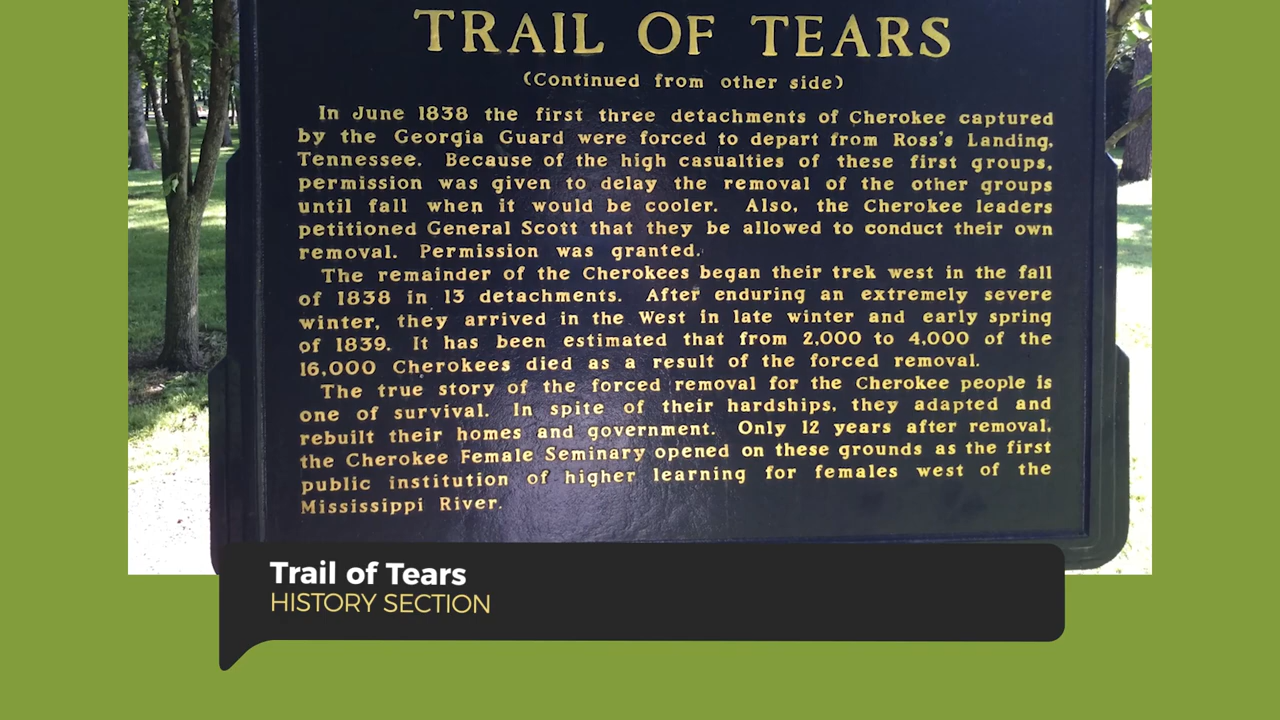 TRAIL OF TEARS
(Continued from other side)
In June 1838 the first three detachments of Cherokee captured
by the Georgia Guard were forced to depart from Ross's Landing,
Tennessee. Because of the high casualties of these first groups,
permission was given to delay the removal of the other groups
until fall when it would be cooler. Also, the Cherokee leaders
petitioned General Scott that they be allowed to conduct their own
removal. Permission was granted.
The remainder of the Cherokees began their trek west in the fall
of 1838 in 13 detachments. After enduring an extremely severe
winter, they arrived in the West in late winter and early spring
of 1839. It has been estimated that from 2,000 to 4,000 of the
16,000 Cherokees died as a result of the forced removal.
The true story of the forced removal for the Cherokee people is
one of survival. In spite of their hardships, they adapted and
rebuilt their homes and government. Only 12 years after removal,
the Cherokee Female Seminary opened on these grounds as the first
public institution of higher learning for females west of the
Mississippi River.
Trail of Tears
HISTORY SECTION